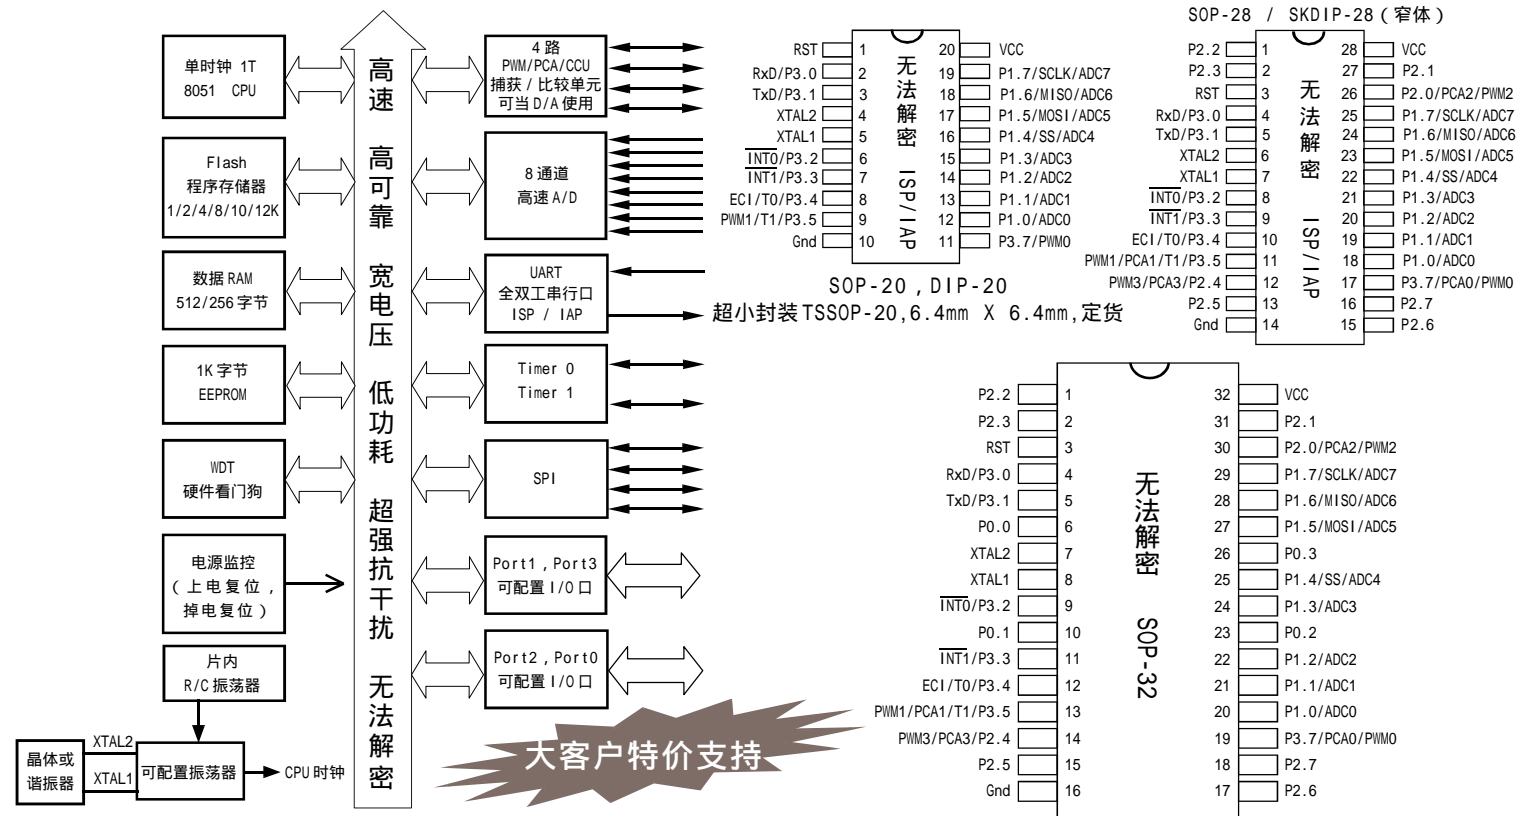 单时钟 1T
8051 CPU
Flash
程序存储器
1/2/4/8/10/12K
数据 RAM
512/256 字节
1K 字节
EEPROM
WDT
硬件看门狗
电源监控
(上电复位,
掉电复位)
片内
R/C 振荡器
晶体或
谐振器
XTAL2
XTAL1
可配置振荡器
CPU 时钟
高速 高可靠 宽电压 低功耗 超强抗干扰 无法解密
4 路
PWM/PCA/CCU
捕获 / 比较单元
可当 D/A 使用
8 通道
高速 A/D
UART
全双工串行口
ISP / IAP
Timer 0
Timer 1
SPI
Port1,Port3
可配置 I/O 口
Port2,Port0
可配置 I/O 口
大客户特价支持
RST 1 20 VCC
RxD/P3.0 2 19 P1.7/SCLK/ADC7
TxD/P3.1 3 18 P1.6/MISO/ADC6
XTAL2 4 17 P1.5/MOSI/ADC5
XTAL1 5 16 P1.4/SS/ADC4
INT0/P3.2 6 15 P1.3/ADC3
INT1/P3.3 7 14 P1.2/ADC2
ECI/T0/P3.4 8 13 P1.1/ADC1
PWM1/T1/P3.5 9 12 P1.0/ADC0
Gnd 10 11 P3.7/PWM0
无法解密 ISP/IAP
SOP-20,DIP-20
超小封装 TSSOP-20,6.4mm X 6.4mm,定货
SOP-28 / SKDIP-28(窄体)
P2.2 1 28 VCC
P2.3 2 27 P2.1
RST 3 26 P2.0/PCA2/PWM2
RxD/P3.0 4 25 P1.7/SCLK/ADC7
TxD/P3.1 5 24 P1.6/MISO/ADC6
XTAL2 6 23 P1.5/MOSI/ADC5
XTAL1 7 22 P1.4/SS/ADC4
INT0/P3.2 8 21 P1.3/ADC3
INT1/P3.3 9 20 P1.2/ADC2
ECI/T0/P3.4 10 19 P1.1/ADC1
PWM1/PCA1/T1/P3.5 11 18 P1.0/ADC0
PWM3/PCA3/P2.4 12 17 P3.7/PCA0/PWM0
P2.5 13 16 P2.7
Gnd 14 15 P2.6
无法解密 ISP/IAP
P2.2 1 32 VCC
P2.3 2 31 P2.1
RST 3 30 P2.0/PCA2/PWM2
RxD/P3.0 4 29 P1.7/SCLK/ADC7
TxD/P3.1 5 28 P1.6/MISO/ADC6
P0.0 6 27 P1.5/MOSI/ADC5
XTAL2 7 26 P0.3
XTAL1 8 25 P1.4/SS/ADC4
INT0/P3.2 9 24 P1.3/ADC3
P0.1 10 23 P0.2
INT1/P3.3 11 22 P1.2/ADC2
ECI/T0/P3.4 12 21 P1.1/ADC1
PWM1/PCA1/T1/P3.5 13 20 P1.0/ADC0
PWM3/PCA3/P2.4 14 19 P3.7/PCA0/PWM0
P2.5 15 18 P2.7
Gnd 16 17 P2.6
无法解密 SOP-32